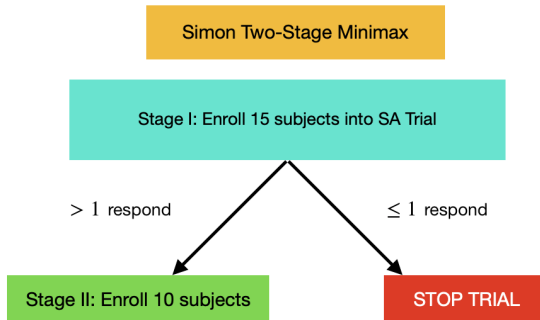 Simon Two-Stage Minimax
Stage I: Enroll 15 subjects into SA Trial
> 1 respond
≤ 1 respond
Stage II: Enroll 10 subjects
STOP TRIAL